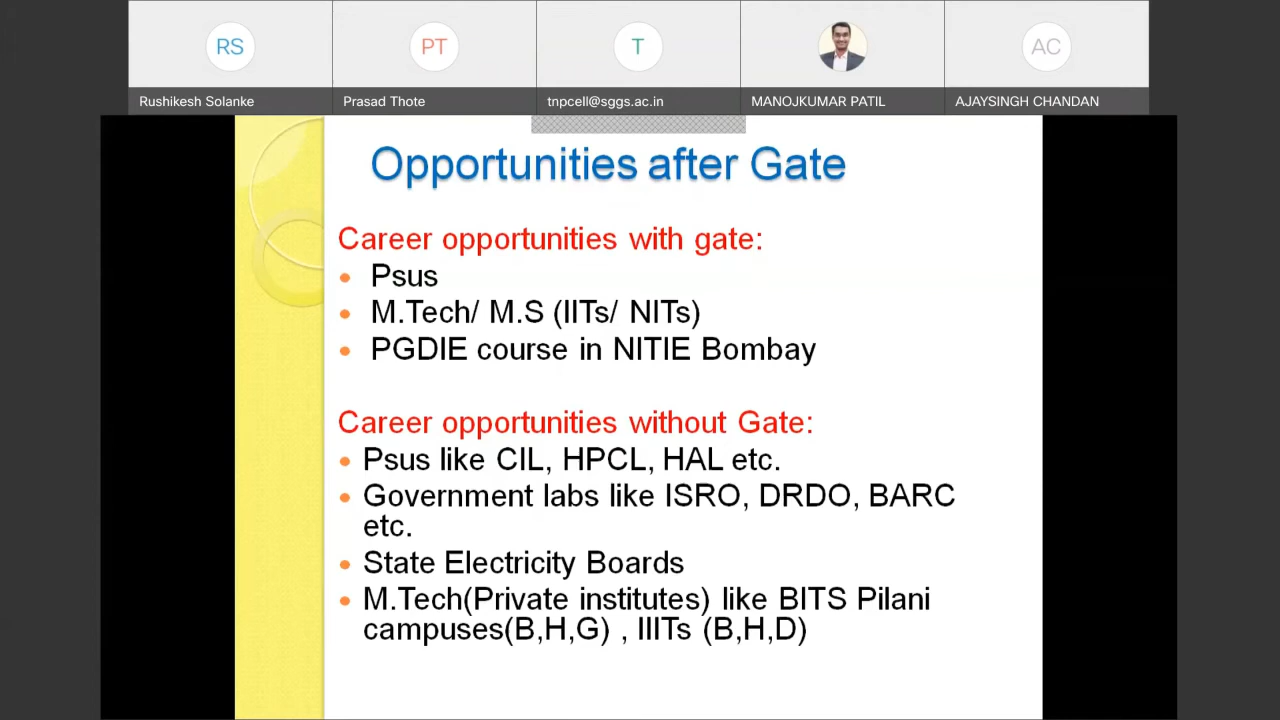 RS
PT
T
AC
Rushikesh Solanke
Prasad Thote
tnpcell@sggs.ac.in
MANOJKUMAR PATIL
AJAYSINGH CHANDAN
Opportunities after Gate
Career opportunities with gate:
• Psus
• M.Tech/ M.S (IITs/ NITs)
• PGDIE course in NITIE Bombay
Career opportunities without Gate:
• Psus like CIL, HPCL, HAL etc.
• Government labs like ISRO, DRDO, BARC
etc.
• State Electricity Boards
• M.Tech(Private institutes) like BITS Pilani
campuses(B,H,G) , IIITs (B,H,D)